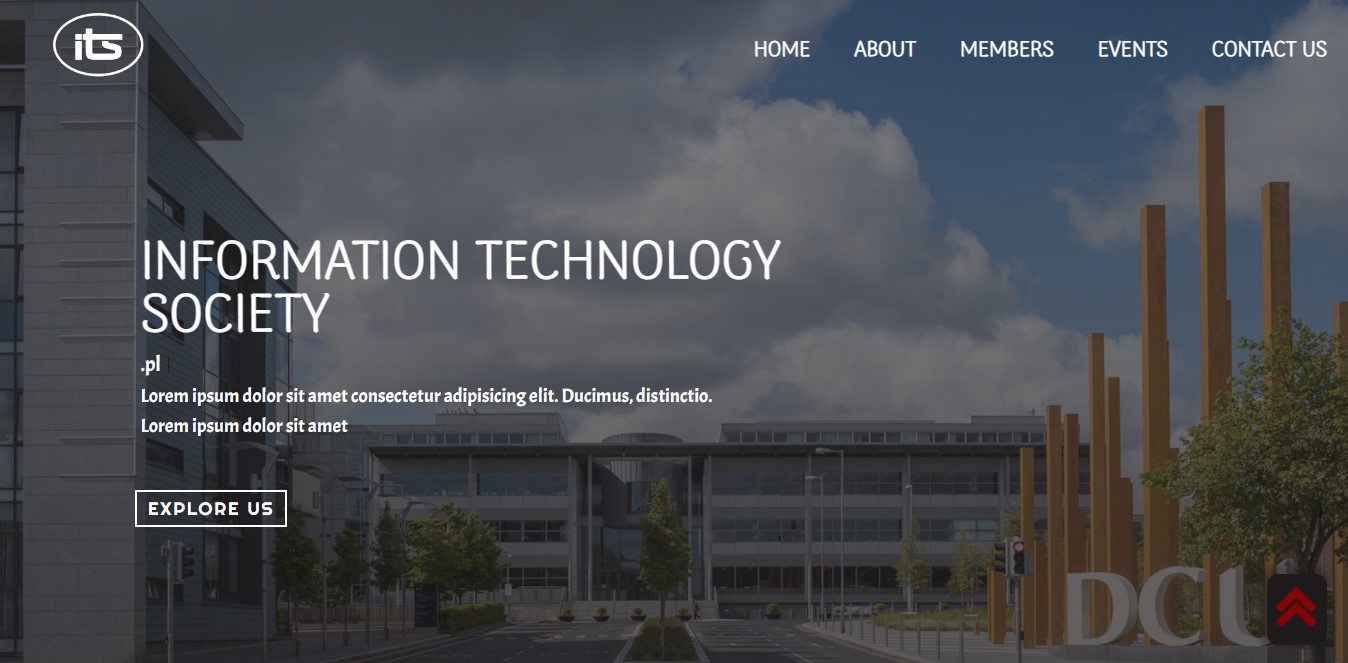 its
HOME ABOUT MEMBERS EVENTS CONTACT US
INFORMATION TECHNOLOGY
SOCIETY
.pl
Lorem ipsum dolor sit amet consectetur adipisicing elit. Ducimus, distinctio.
Lorem ipsum dolor sit amet
EXPLORE US
DCU